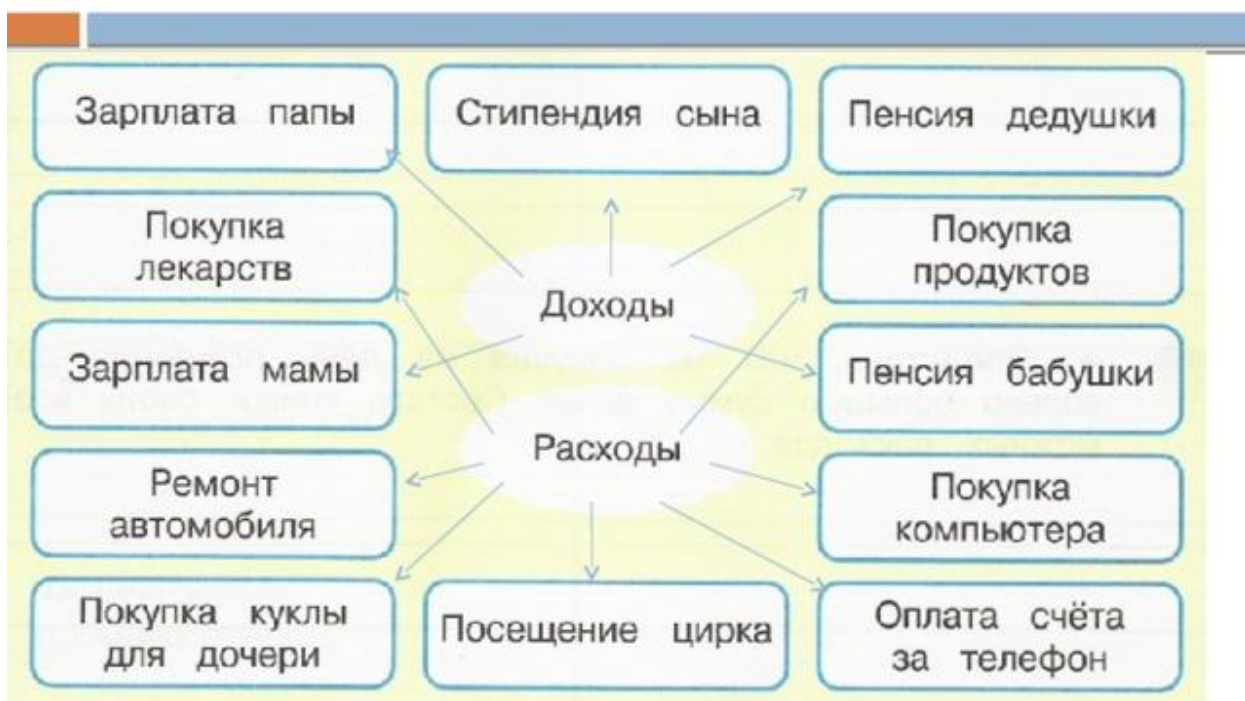 Зарплата папы
Стипендия сына
Пенсия дедушки
Покупка
лекарств
Покупка
продуктов
Доходы
Зарплата мамы
Пенсия бабушки
Расходы
Ремонт
автомобиля
Покупка
компьютера
Покупка куклы
для дочери
Посещение цирка
Оплата счёта
за телефон